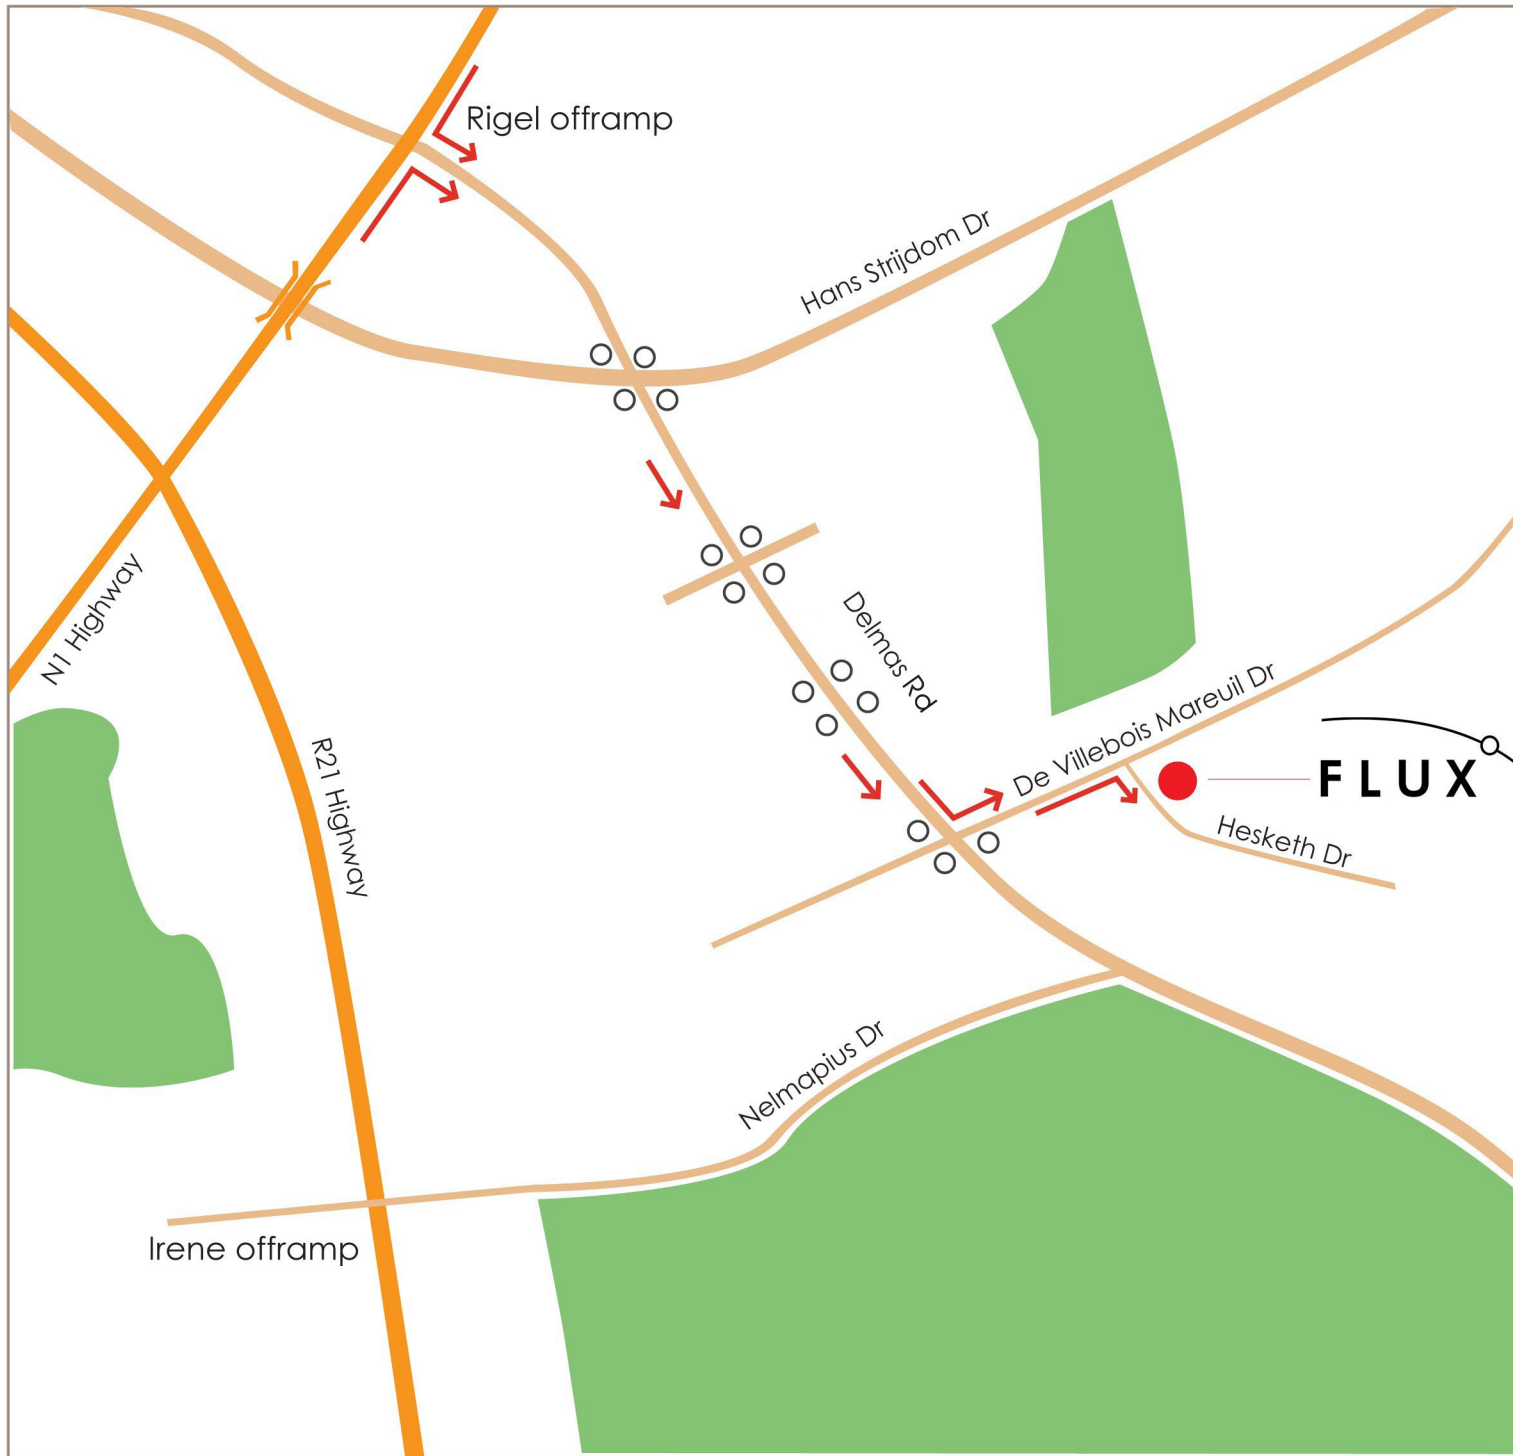 Rigel offramp
Hans Strijdom Dr
N1 Highway
Delmas Rd
De Villebois Mareuil Dr
FLUX
R21 Highway
Hesketh Dr
Nelmapius Dr
Irene offramp